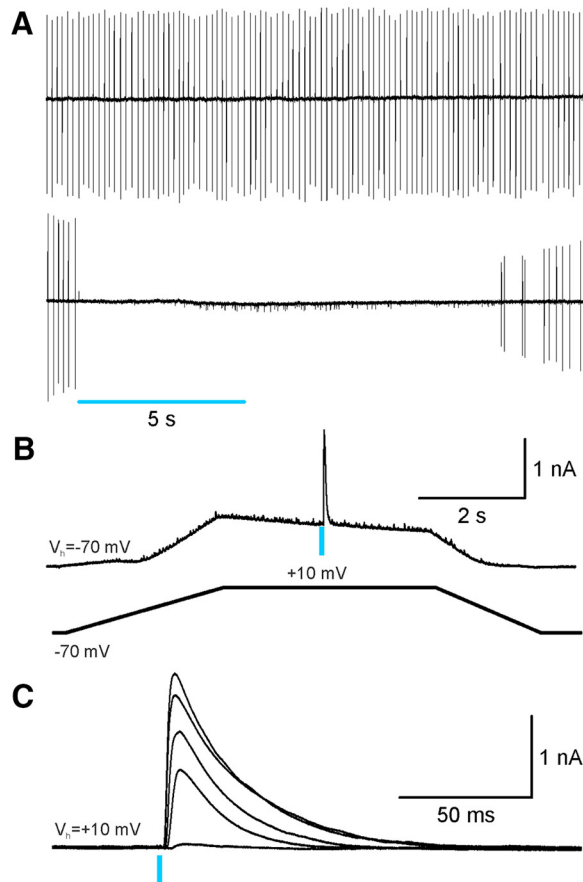 A
5 s
B
1 nA
2 s
Vₕ=-70 mV
+10 mV
-70 mV
C
1 nA
50 ms
Vₕ=+10 mV